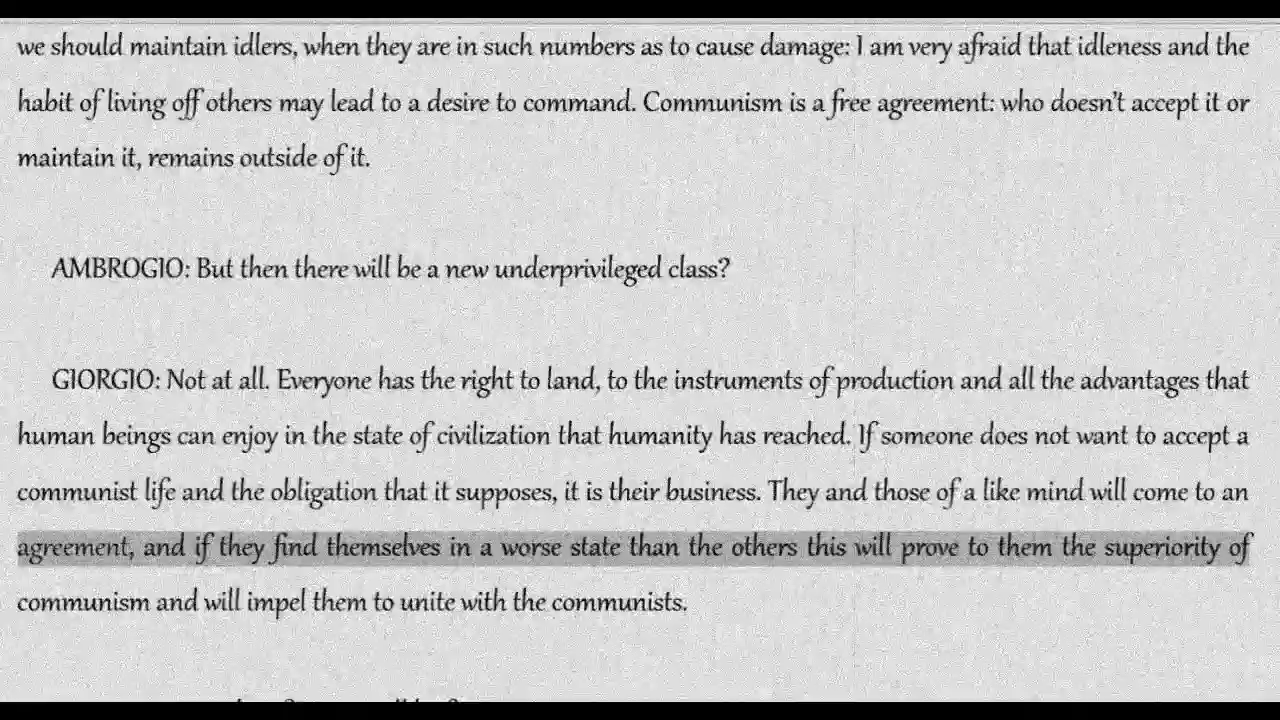 we should maintain idlers, when they are in such numbers as to cause damage: I am very afraid that idleness and the
habit of living off others may lead to a desire to command. Communism is a free agreement: who doesn't accept it or
maintain it, remains outside of it.
AMBROGIO: But then there will be a new underprivileged class?
GIORGIO: Not at all. Everyone has the right to land, to the instruments of production and all the advantages that
human beings can enjoy in the state of civilization that humanity has reached. If someone does not want to accept a
communist life and the obligation that it supposes, it is their business. They and those of a like mind will come to an
agreement, and if they find themselves in a worse state than the others this will prove to them the superiority of
communism and will impel them to unite with the communists.